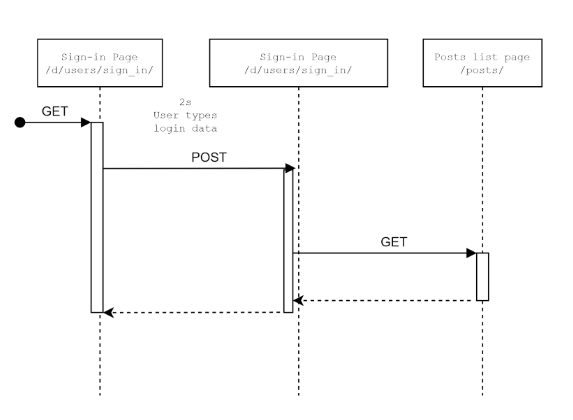 Sign-in Page
/d/users/sign_in/
Sign-in Page
/d/users/sign_in/
Posts list page
/posts/
GET
2s
User types
login data
POST
GET